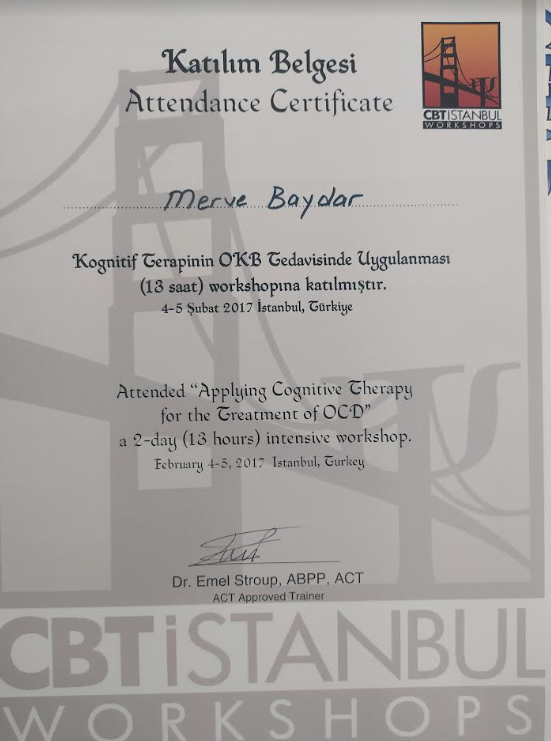 Katılım Belgesi
Attendance Certificate
CBTİSTANBUL
WORKSHOPS
Merve Baydar
Kognitif Terapinin OKB Tedavisinde Uygulanması
(13 saat) workshopına katılmıştır.
4-5 Şubat 2017 İstanbul, Türkiye
Attended “Applying Cognitive Therapy
for the Treatment of OCD”
a 2-day (13 hours) intensive workshop.
February 4-5, 2017 Istanbul, Turkey
Dr. Emel Stroup, ABPP, ACT
ACT Approved Trainer
CBTİSTANBUL
WORKSHOPS